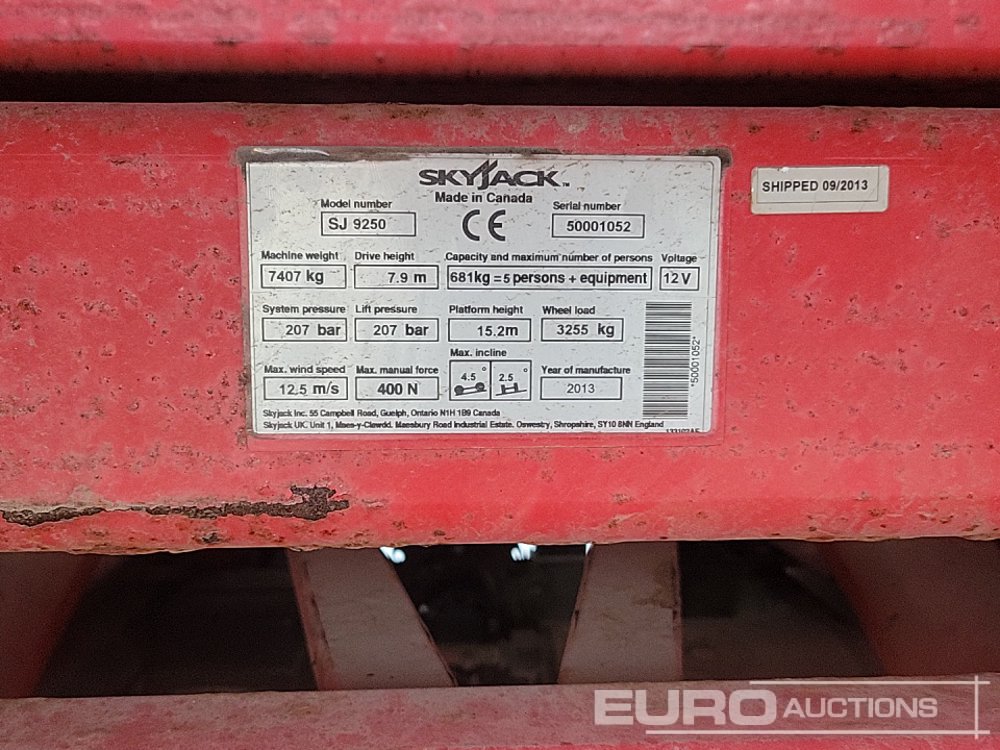 SKYJACK™
Made in Canada
SHIPPED 09/2013
Model number
SJ 9250
CE
Serial number
50001052
Machine weight Drive height Capacity and maximum number of persons Voltage
7407 kg 7.9 m 681kg = 5 persons + equipment 12 V
System pressure Lift pressure Platform height Wheel load
207 bar 207 bar 15.2m 3255 kg
Max. wind speed Max. manual force Max. incline Year of manufacture
12.5 m/s 400 N 4.5° 2.5° 2013
*50001052*
Skyjack Inc. 55 Campbell Road, Guelph, Ontario N1H 1B9 Canada
Skyjack UK. Unit 1, Maes-y-Clawdd. Maesbury Road Industrial Estate. Oswestry, Shropshire, SY10 8NN England
EURO AUCTIONS